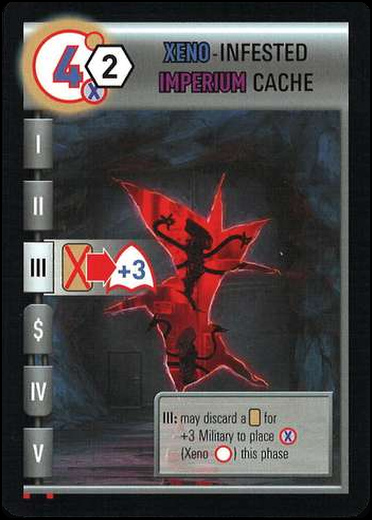 4 X 2
XENO-INFESTED
IMPERIUM CACHE
I
II
III +3
$
IV
V
III: may discard a for
+3 Military to place X
(Xeno ) this phase